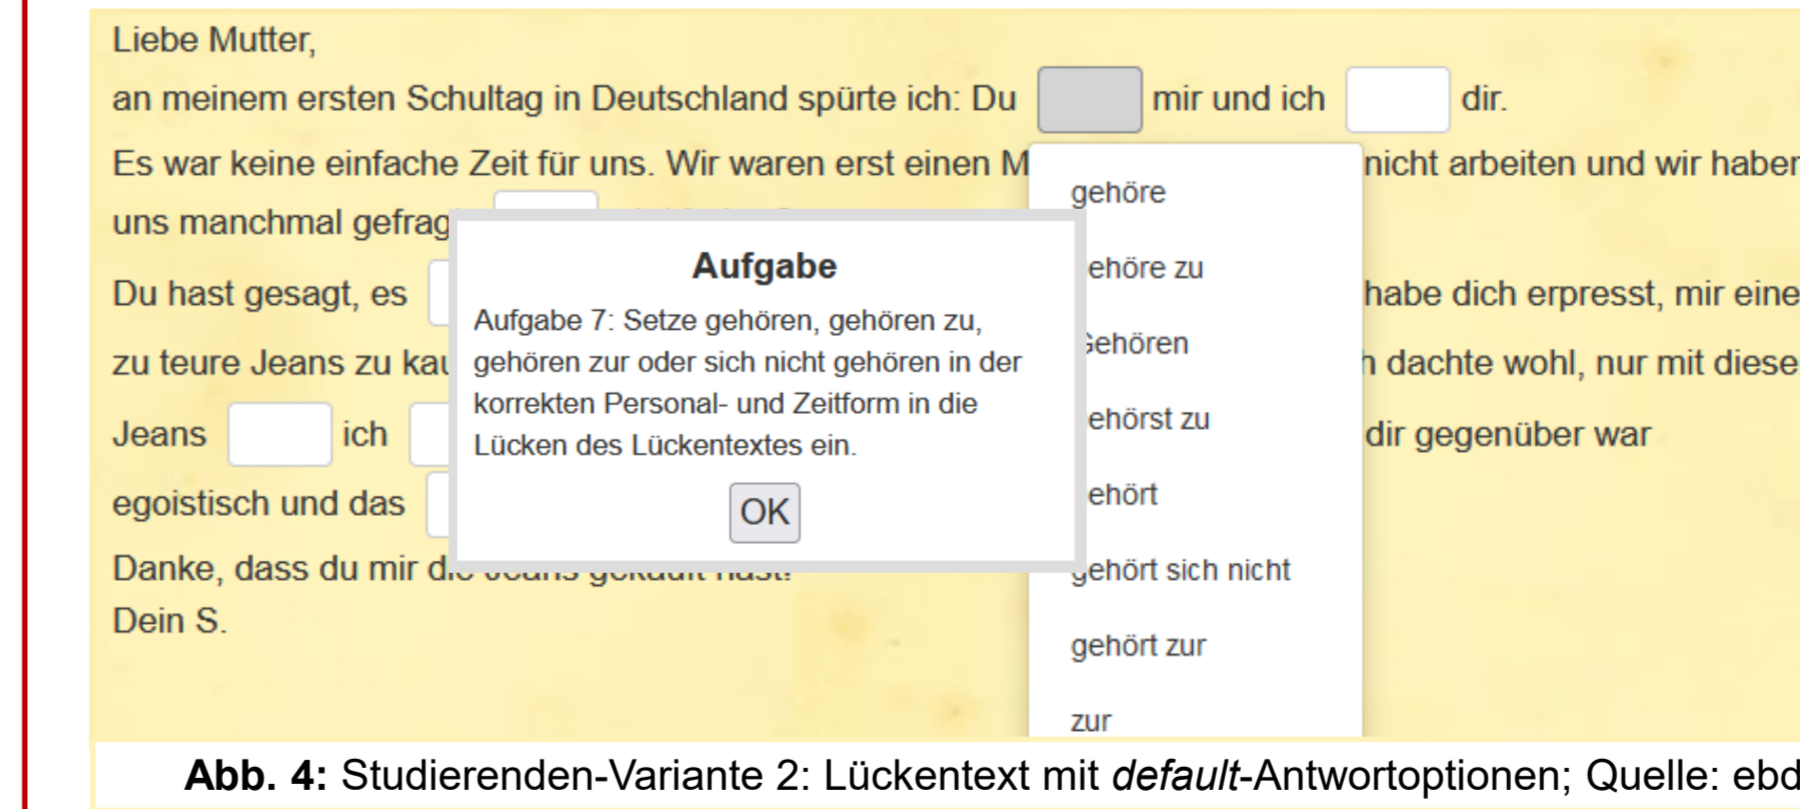 Liebe Mutter,
an meinem ersten Schultag in Deutschland spürte ich: Du mir und ich dir.
Es war keine einfache Zeit für uns. Wir waren erst einen M nicht arbeiten und wir haben
uns manchmal gefrag
Du hast gesagt, es habe dich erpresst, mir eine
zu teure Jeans zu kau h dachte wohl, nur mit diese
Jeans ich dir gegenüber war
egoistisch und das
Danke, dass du mir die Jeans gekauft hast!
Dein S.
Aufgabe
Aufgabe 7: Setze gehören, gehören zu,
gehören zur oder sich nicht gehören in der
korrekten Personal- und Zeitform in die
Lücken des Lückentextes ein.
OK
gehöre
ehöre zu
Gehören
ehörst zu
ehört
gehört sich nicht
gehört zur
zur
Abb. 4: Studierenden-Variante 2: Lückentext mit default-Antwortoptionen; Quelle: ebd